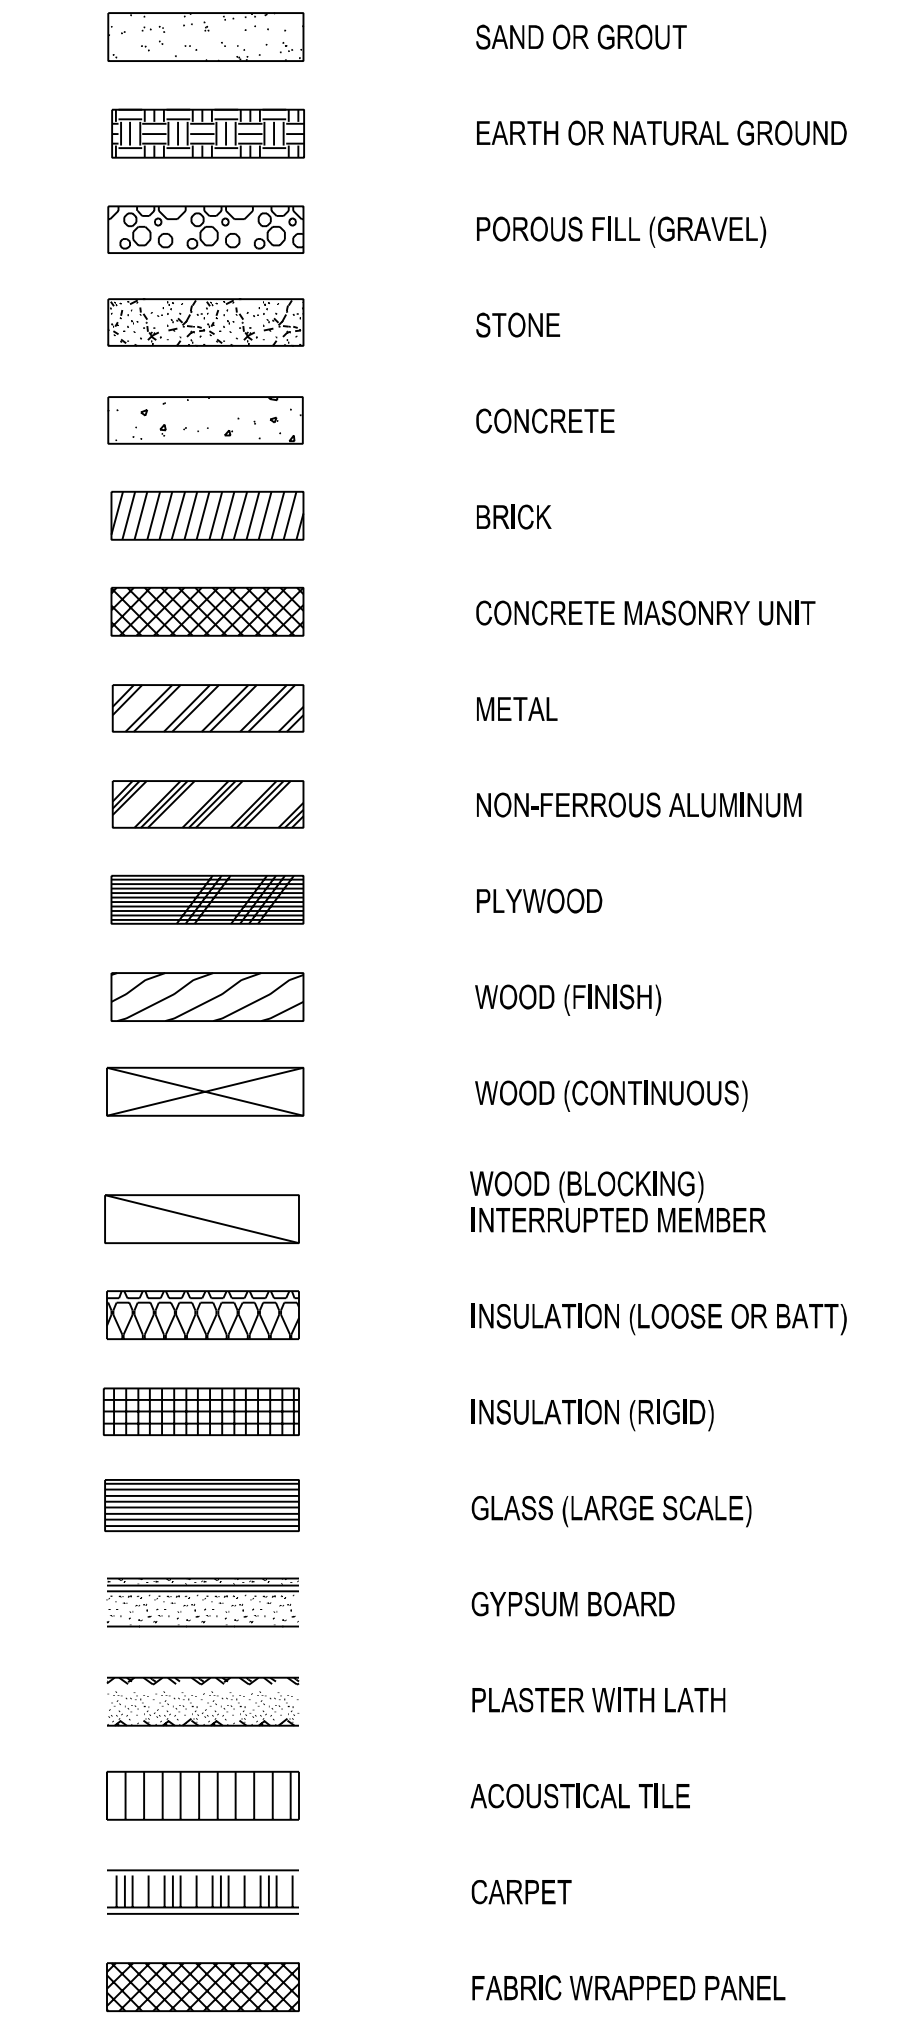 SAND OR GROUT
EARTH OR NATURAL GROUND
POROUS FILL (GRAVEL)
STONE
CONCRETE
BRICK
CONCRETE MASONRY UNIT
METAL
NON-FERROUS ALUMINUM
PLYWOOD
WOOD (FINISH)
WOOD (CONTINUOUS)
WOOD (BLOCKING)
INTERRUPTED MEMBER
INSULATION (LOOSE OR BATT)
INSULATION (RIGID)
GLASS (LARGE SCALE)
GYPSUM BOARD
PLASTER WITH LATH
ACOUSTICAL TILE
CARPET
FABRIC WRAPPED PANEL